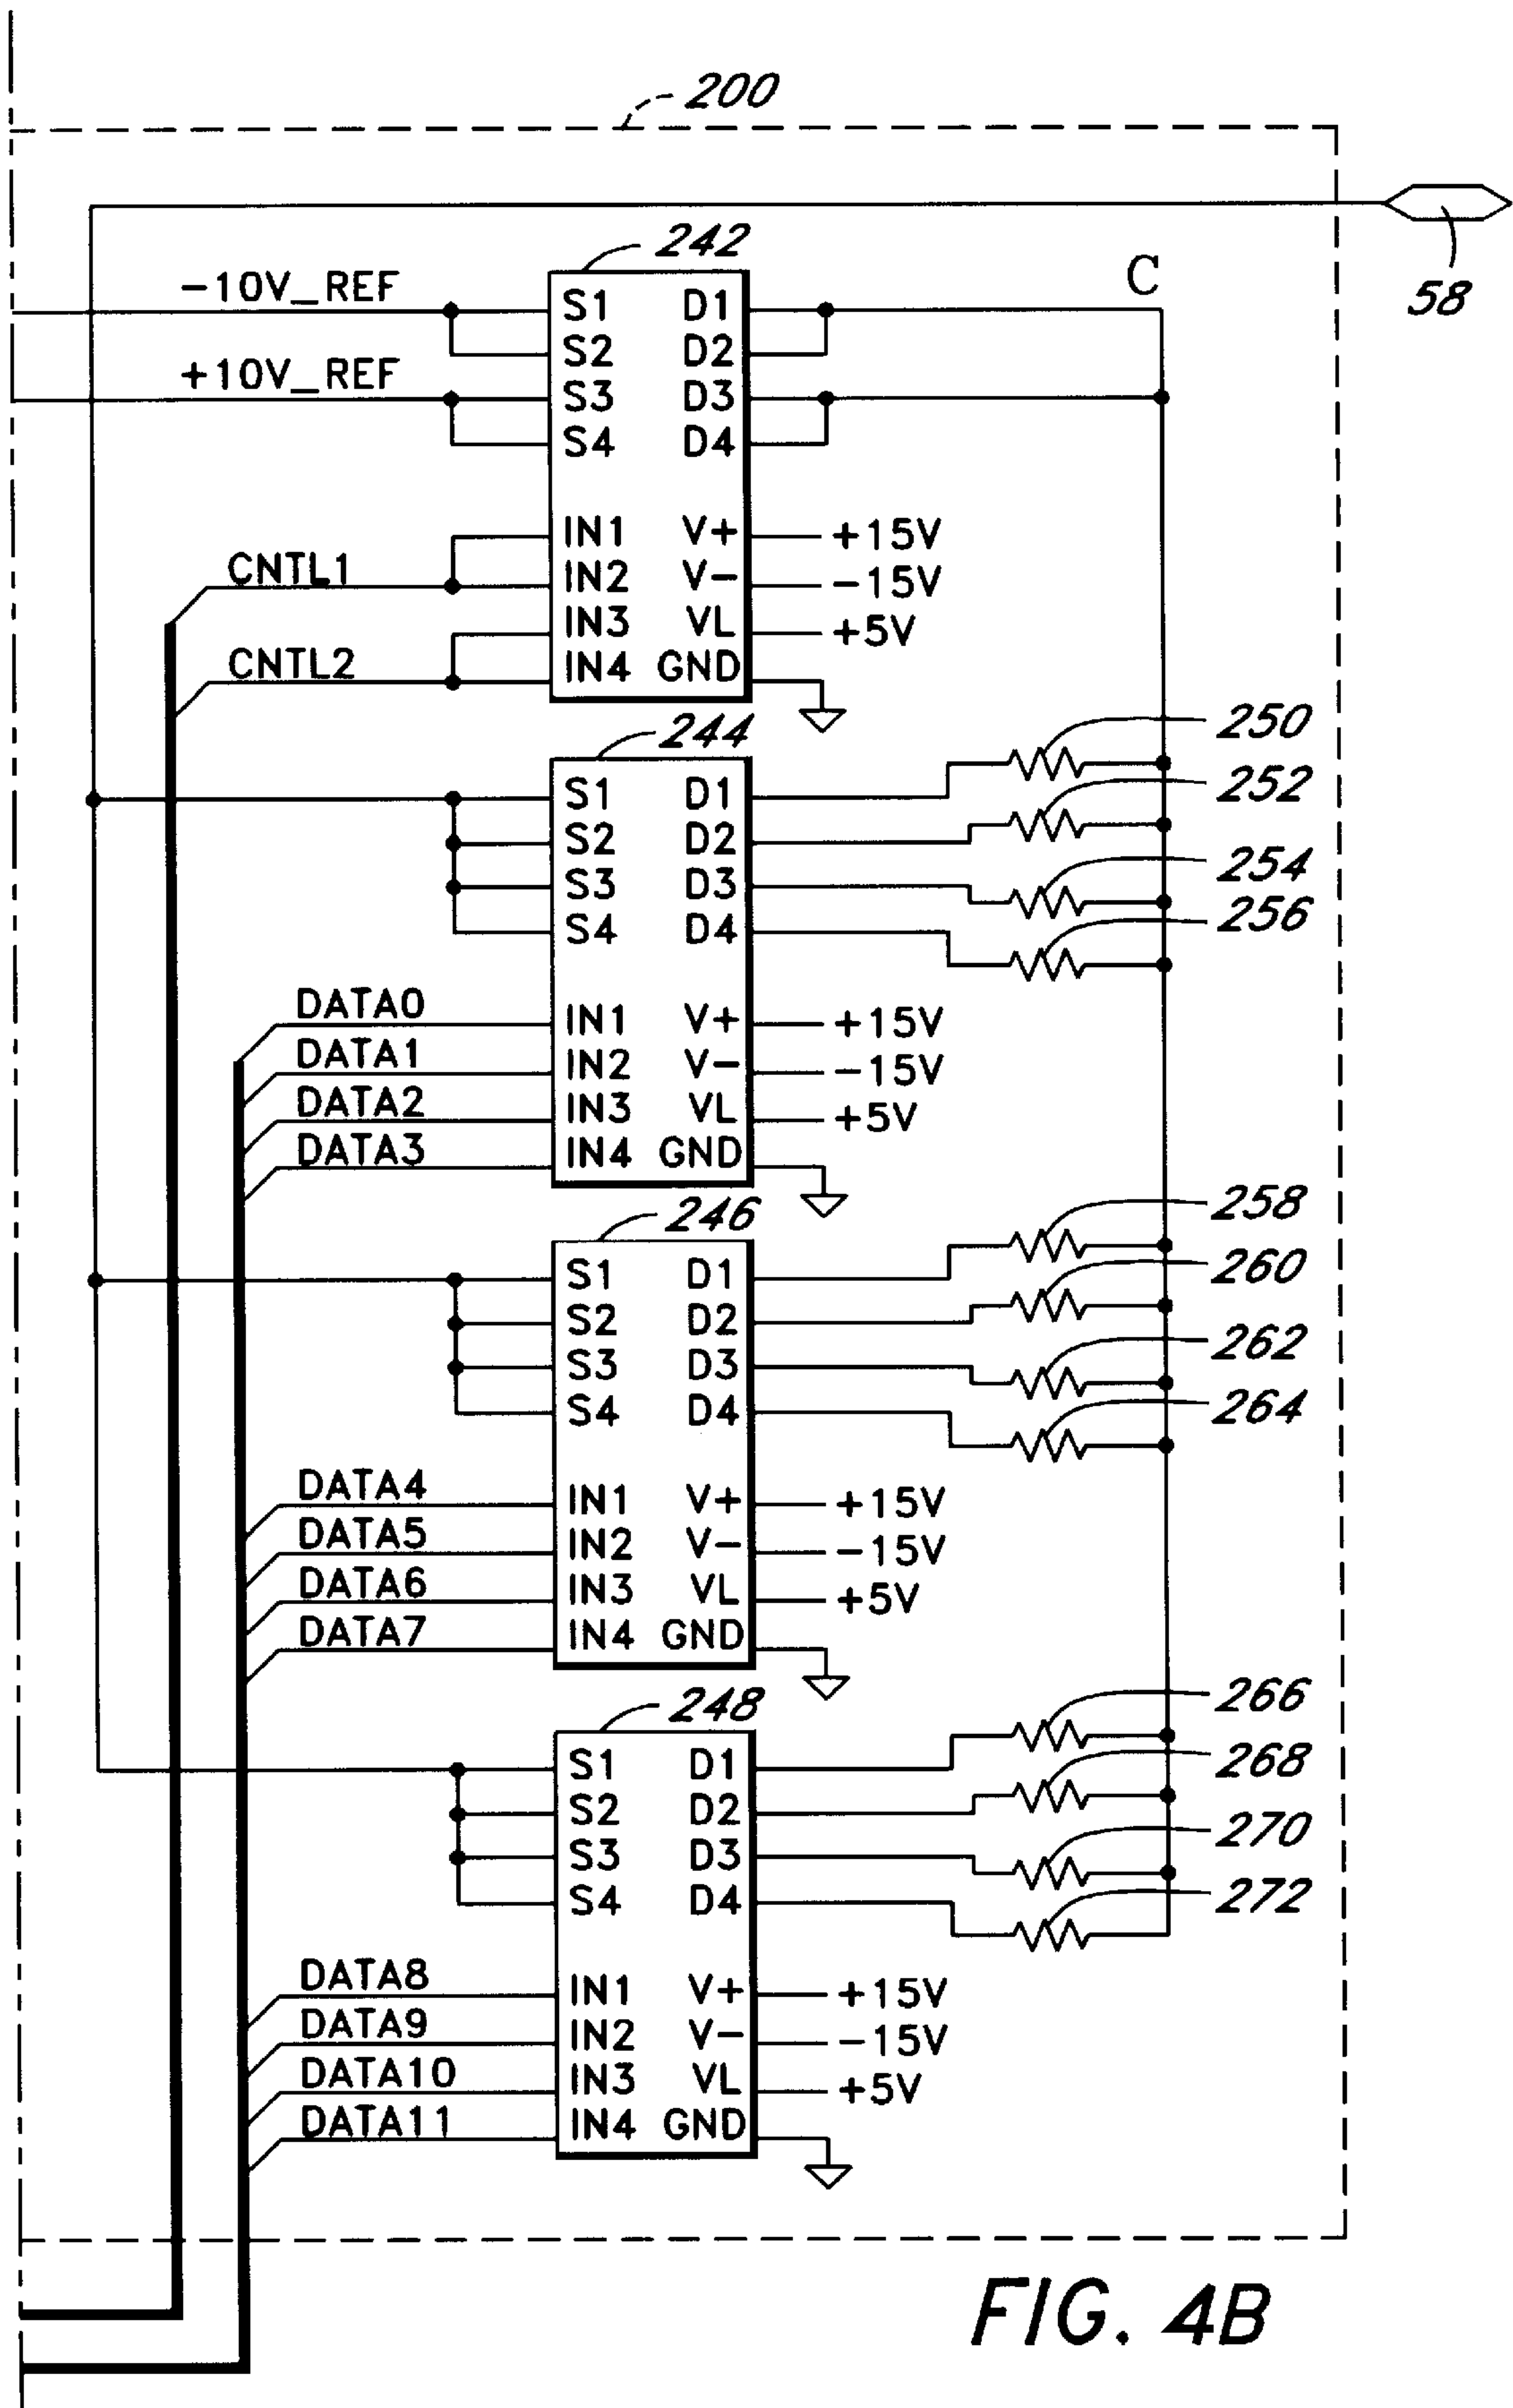 200
58
242
C
-10V_REF
+10V_REF
S1 D1
S2 D2
S3 D3
S4 D4
CNTL1
CNTL2
IN1 V+ +15V
IN2 V- -15V
IN3 VL +5V
IN4 GND
244
S1 D1
S2 D2
S3 D3
S4 D4
250
252
254
256
DATA0 IN1 V+ +15V
DATA1 IN2 V- -15V
DATA2 IN3 VL +5V
DATA3 IN4 GND
246
S1 D1
S2 D2
S3 D3
S4 D4
258
260
262
264
DATA4 IN1 V+ +15V
DATA5 IN2 V- -15V
DATA6 IN3 VL +5V
DATA7 IN4 GND
248
S1 D1
S2 D2
S3 D3
S4 D4
266
268
270
272
DATA8 IN1 V+ +15V
DATA9 IN2 V- -15V
DATA10 IN3 VL +5V
DATA11 IN4 GND
FIG. 4B